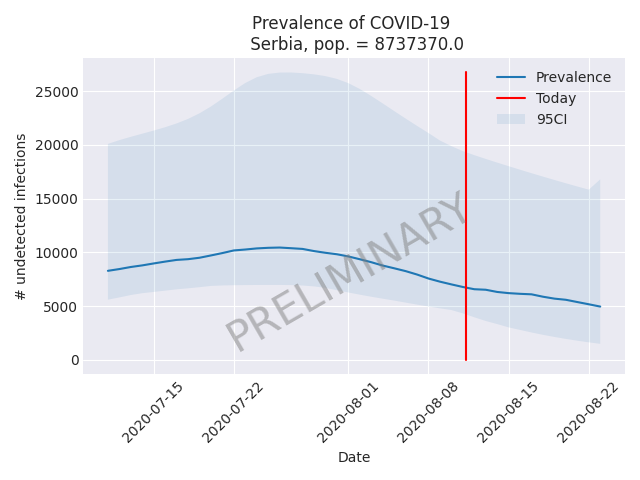 Prevalence of COVID-19
Serbia, pop. = 8737370.0
Prevalence
Today
95CI
25000
20000
15000
10000
5000
0
# undetected infections
PRELIMINARY
2020-07-15
2020-07-22
2020-08-01
2020-08-08
2020-08-15
2020-08-22
Date